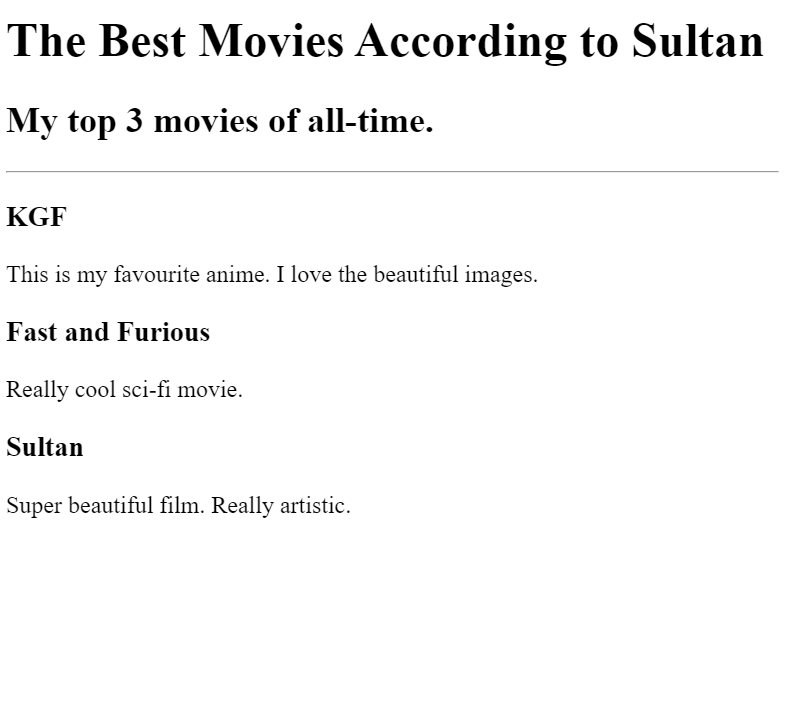 The Best Movies According to Sultan
My top 3 movies of all-time.
KGF
This is my favourite anime. I love the beautiful images.
Fast and Furious
Really cool sci-fi movie.
Sultan
Super beautiful film. Really artistic.